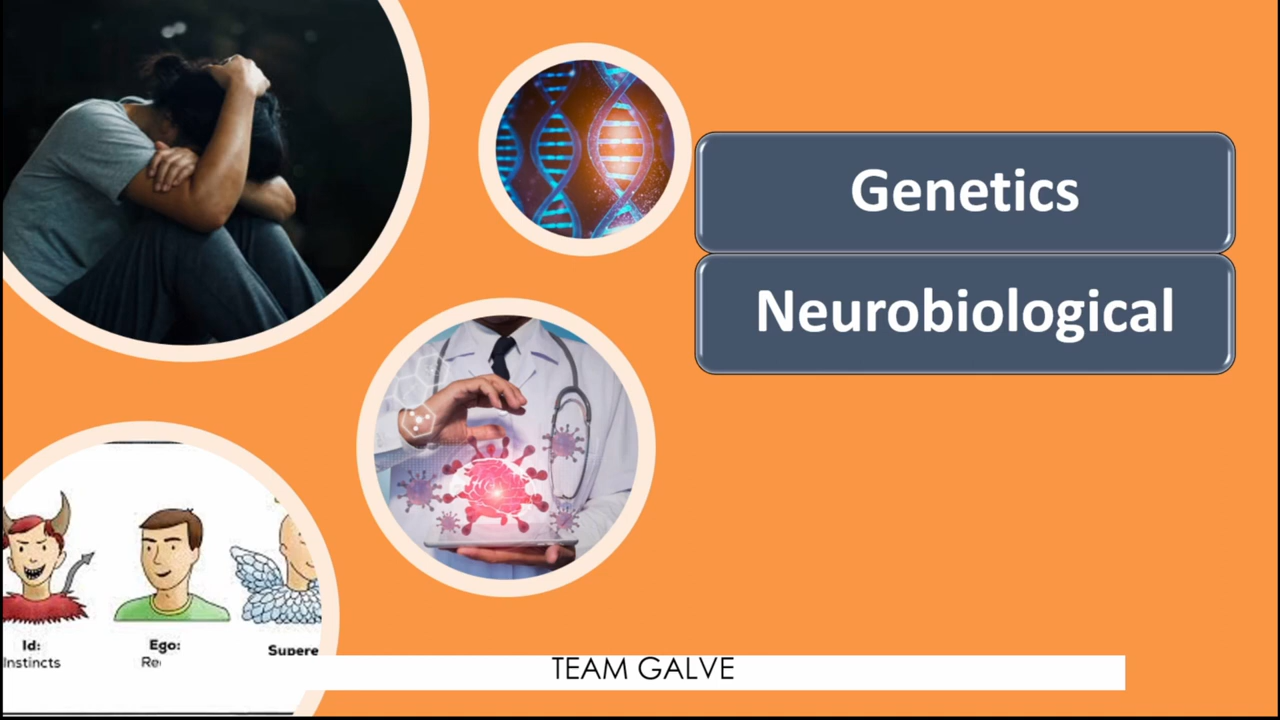 Genetics
Neurobiological
Id:
Instincts
Ego:
TEAM GALVE